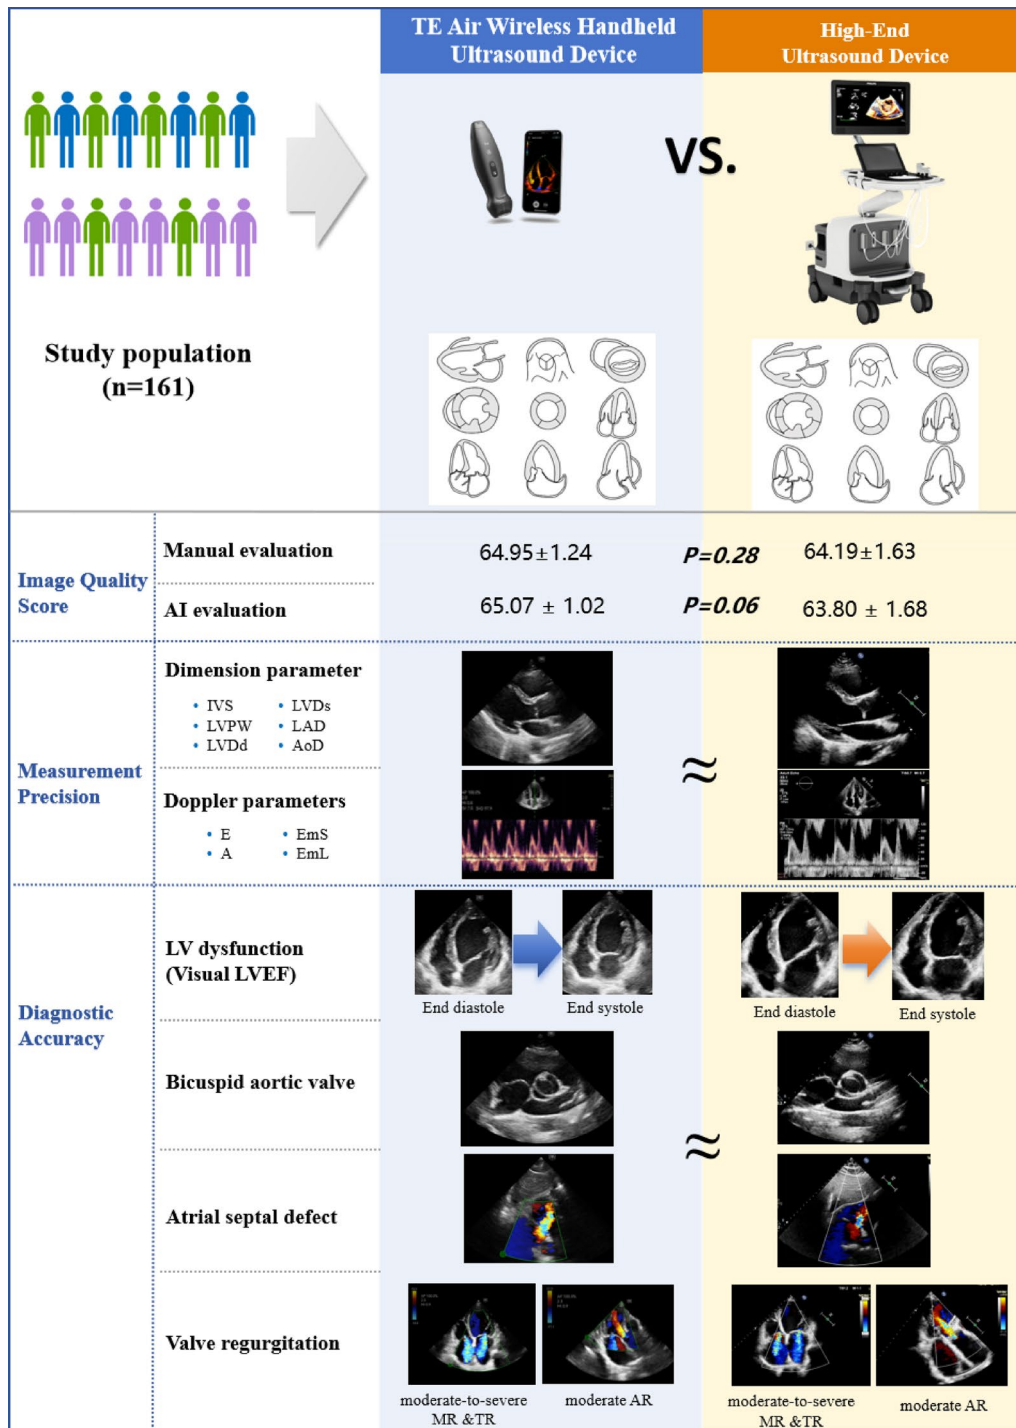 TE Air Wireless Handheld
Ultrasound Device
High-End
Ultrasound Device
VS.
Study population
(n=161)
Image Quality
Score
Manual evaluation
64.95±1.24
P=0.28
64.19±1.63
AI evaluation
65.07 ± 1.02
P=0.06
63.80 ± 1.68
Measurement
Precision
Dimension parameter
• IVS
• LVDs
• LVPW
• LAD
• LVDd
• AoD
≈
Doppler parameters
• E
• EmS
• A
• EmL
Diagnostic
Accuracy
LV dysfunction
(Visual LVEF)
End diastole
End systole
End diastole
End systole
Bicuspid aortic valve
≈
Atrial septal defect
Valve regurgitation
moderate-to-severe
MR &TR
moderate AR
moderate-to-severe
MR &TR
moderate AR